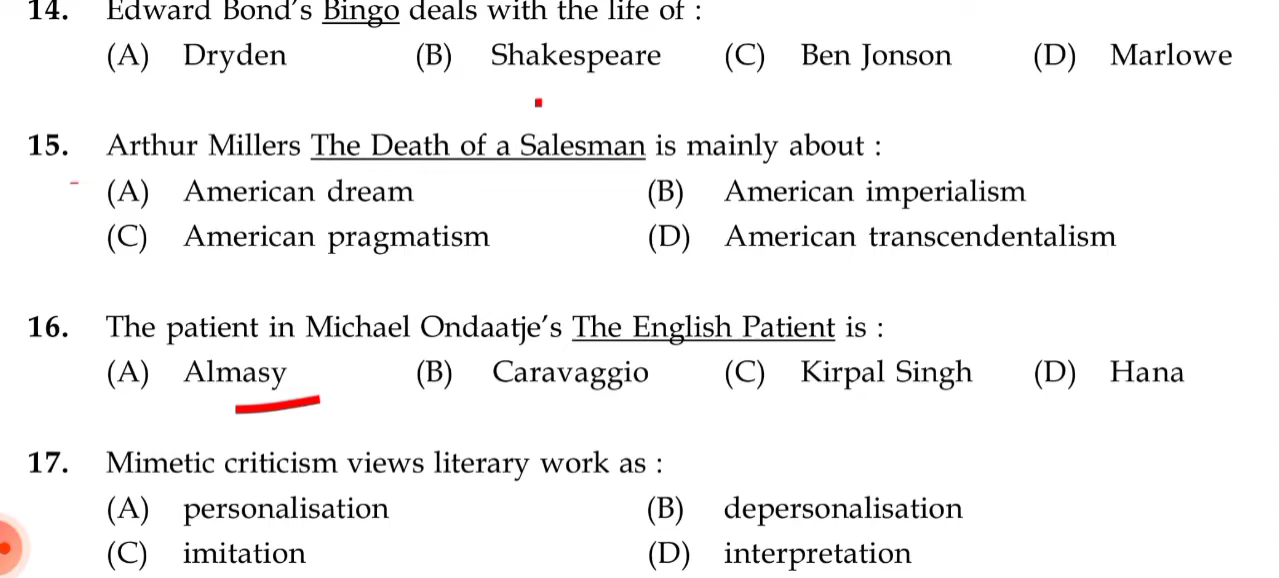 14. Edward Bond's Bingo deals with the life of :
(A) Dryden (B) Shakespeare (C) Ben Jonson (D) Marlowe
15. Arthur Millers The Death of a Salesman is mainly about :
(A) American dream (B) American imperialism
(C) American pragmatism (D) American transcendentalism
16. The patient in Michael Ondaatje's The English Patient is :
(A) Almasy (B) Caravaggio (C) Kirpal Singh (D) Hana
17. Mimetic criticism views literary work as :
(A) personalisation (B) depersonalisation
(C) imitation (D) interpretation